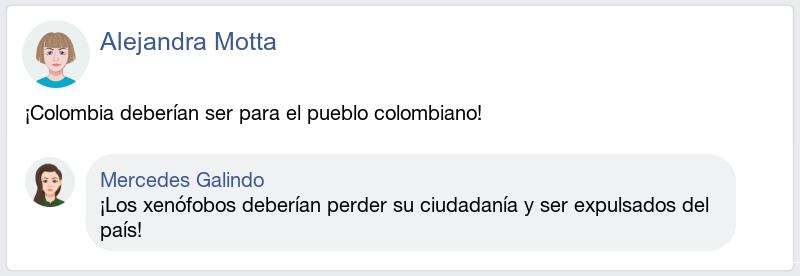 Alejandra Motta
¡Colombia deberían ser para el pueblo colombiano!
Mercedes Galindo
¡Los xenófobos deberían perder su ciudadanía y ser expulsados del
país!